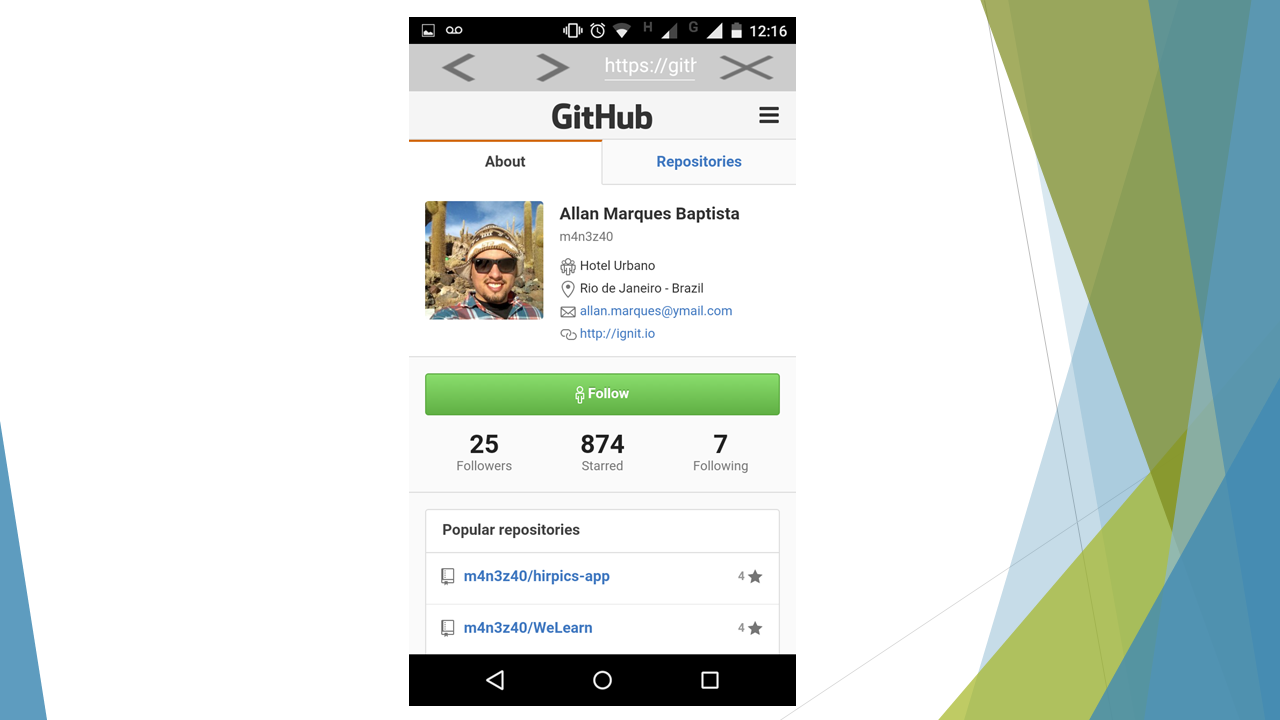 H G 12:16
https://gith
GitHub
About Repositories
Allan Marques Baptista
m4n3z40
Hotel Urbano
Rio de Janeiro - Brazil
allan.marques@ymail.com
http://ignit.io
Follow
25 874 7
Followers Starred Following
Popular repositories
m4n3z40/hirpics-app 4
m4n3z40/WeLearn 4